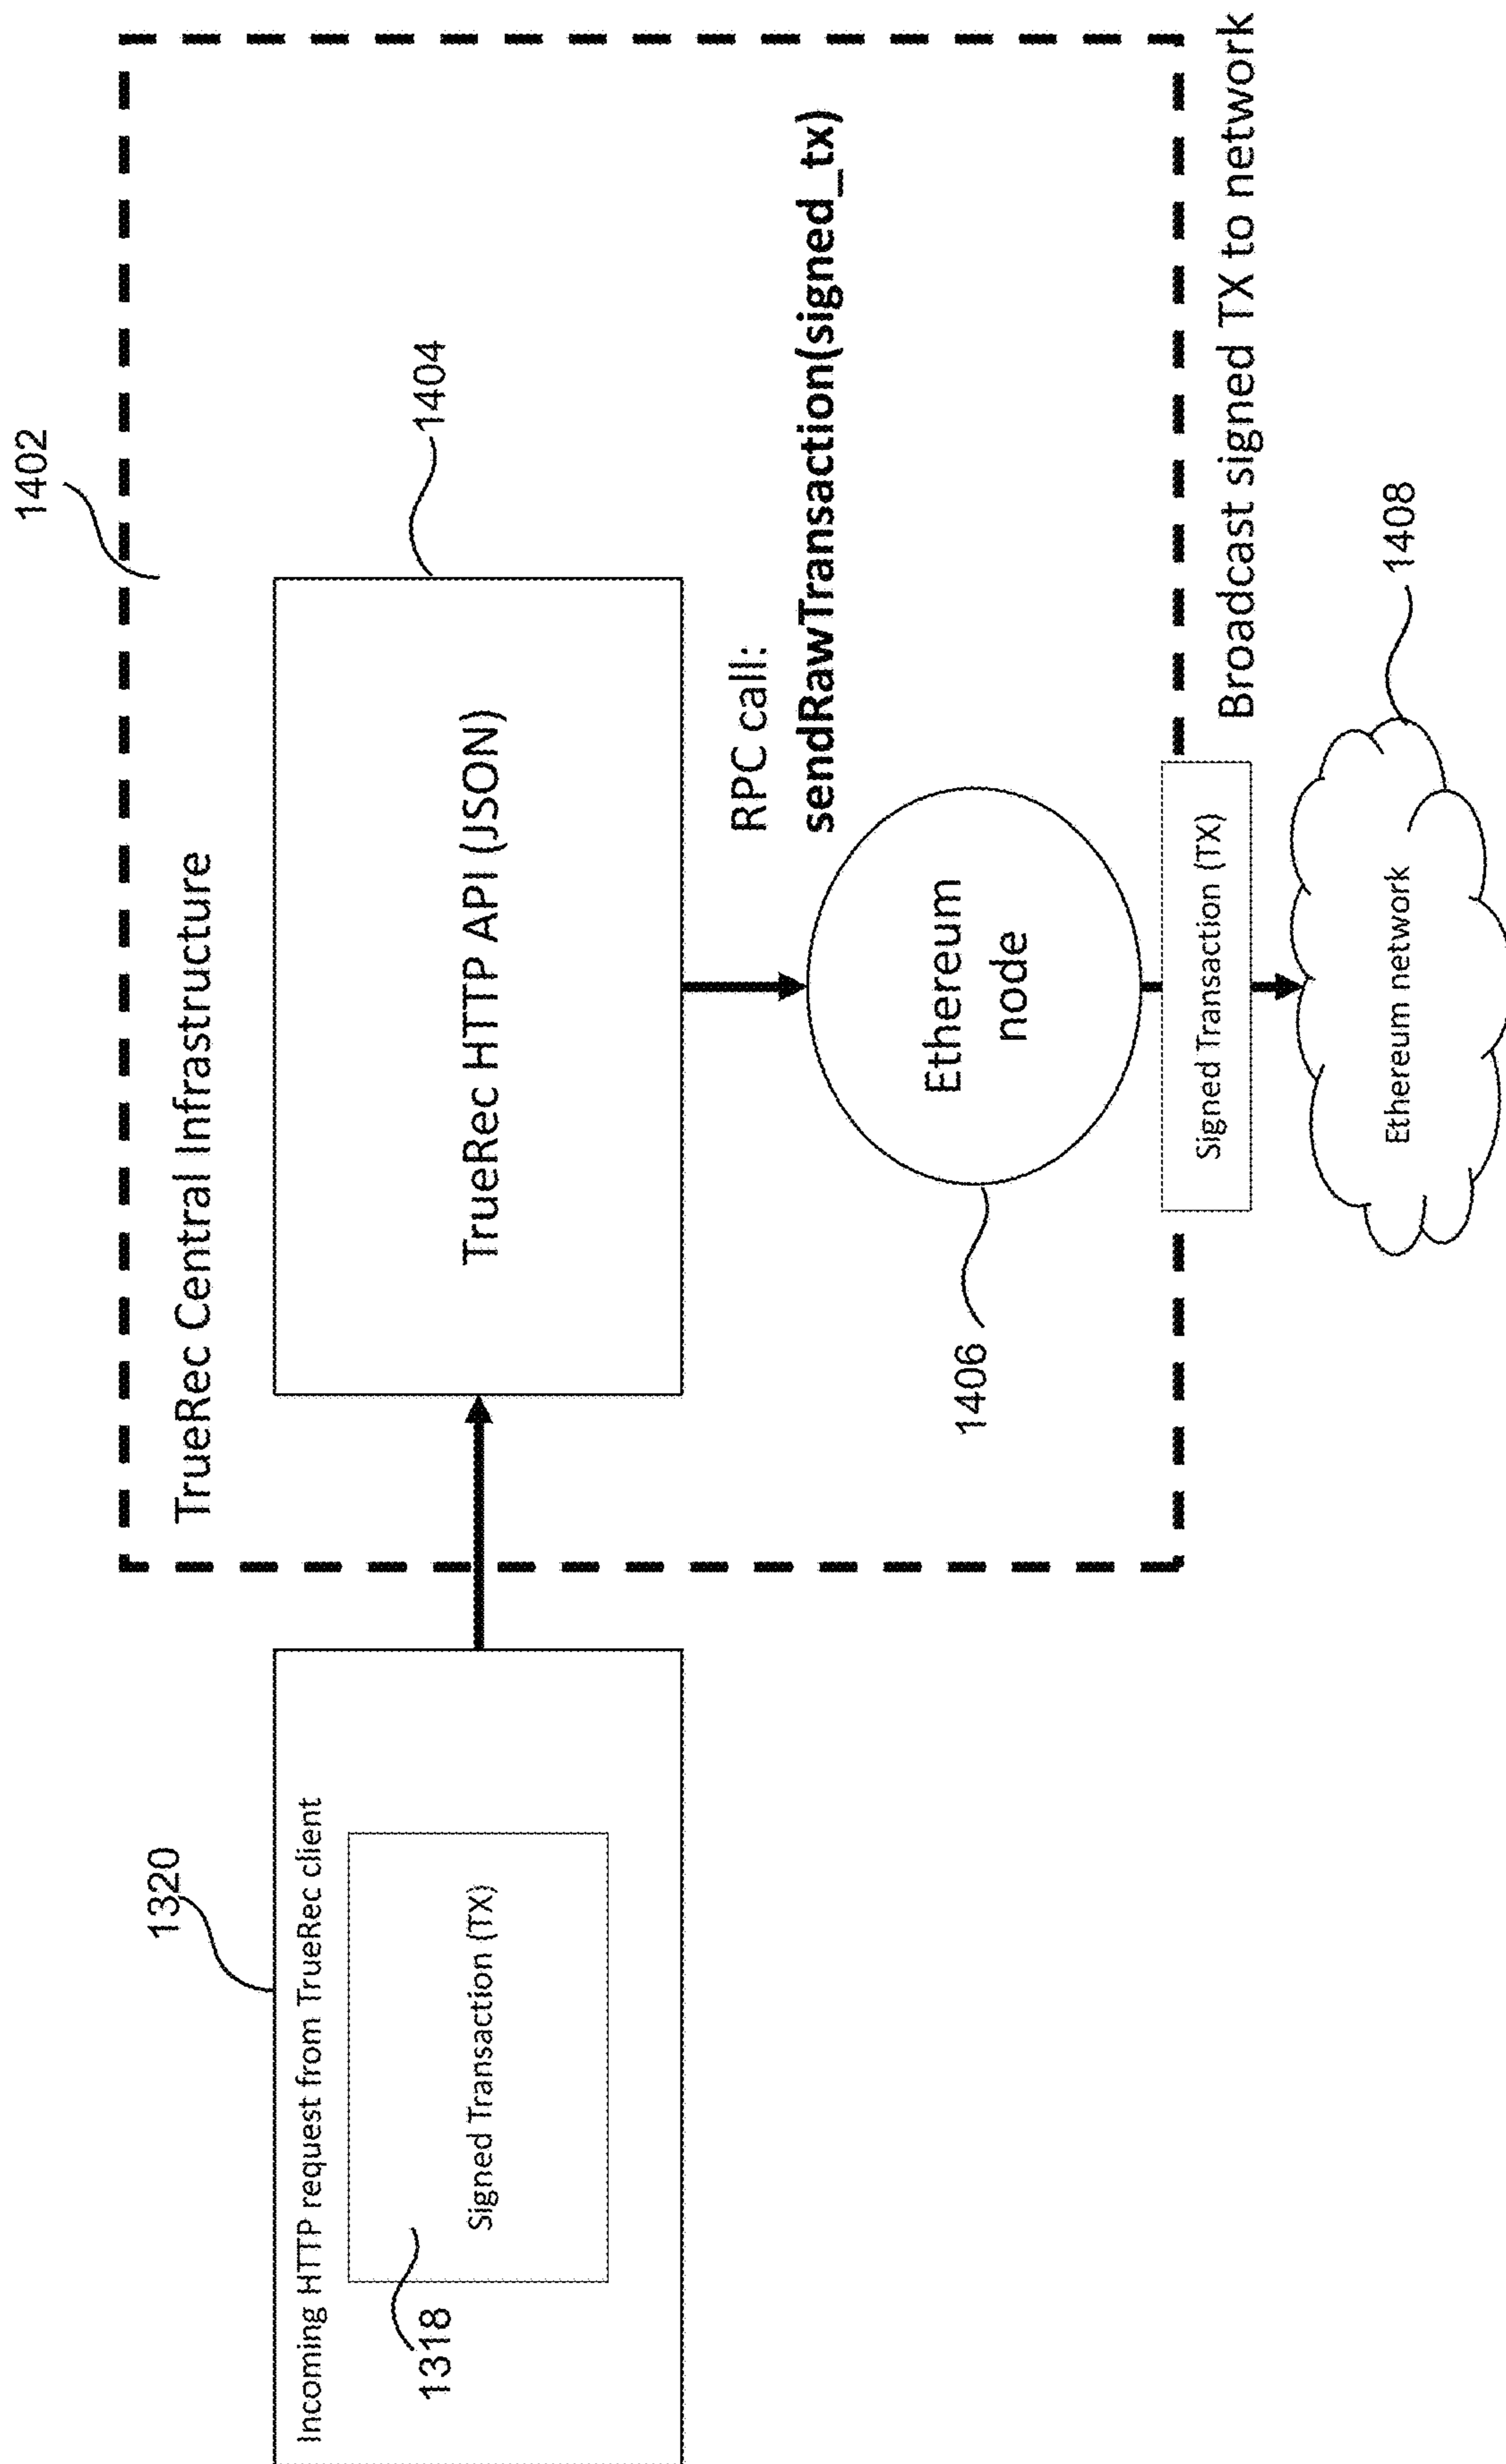 1402
TrueRec Central Infrastructure
1320
Incoming HTTP request from TrueRec client
1318
Signed Transaction (TX)
1404
TrueRec HTTP API (JSON)
RPC call:
sendRawTransaction(signed_tx)
1406
Ethereum
node
Signed Transaction (TX)
Broadcast signed TX to network
1408
Ethereum network